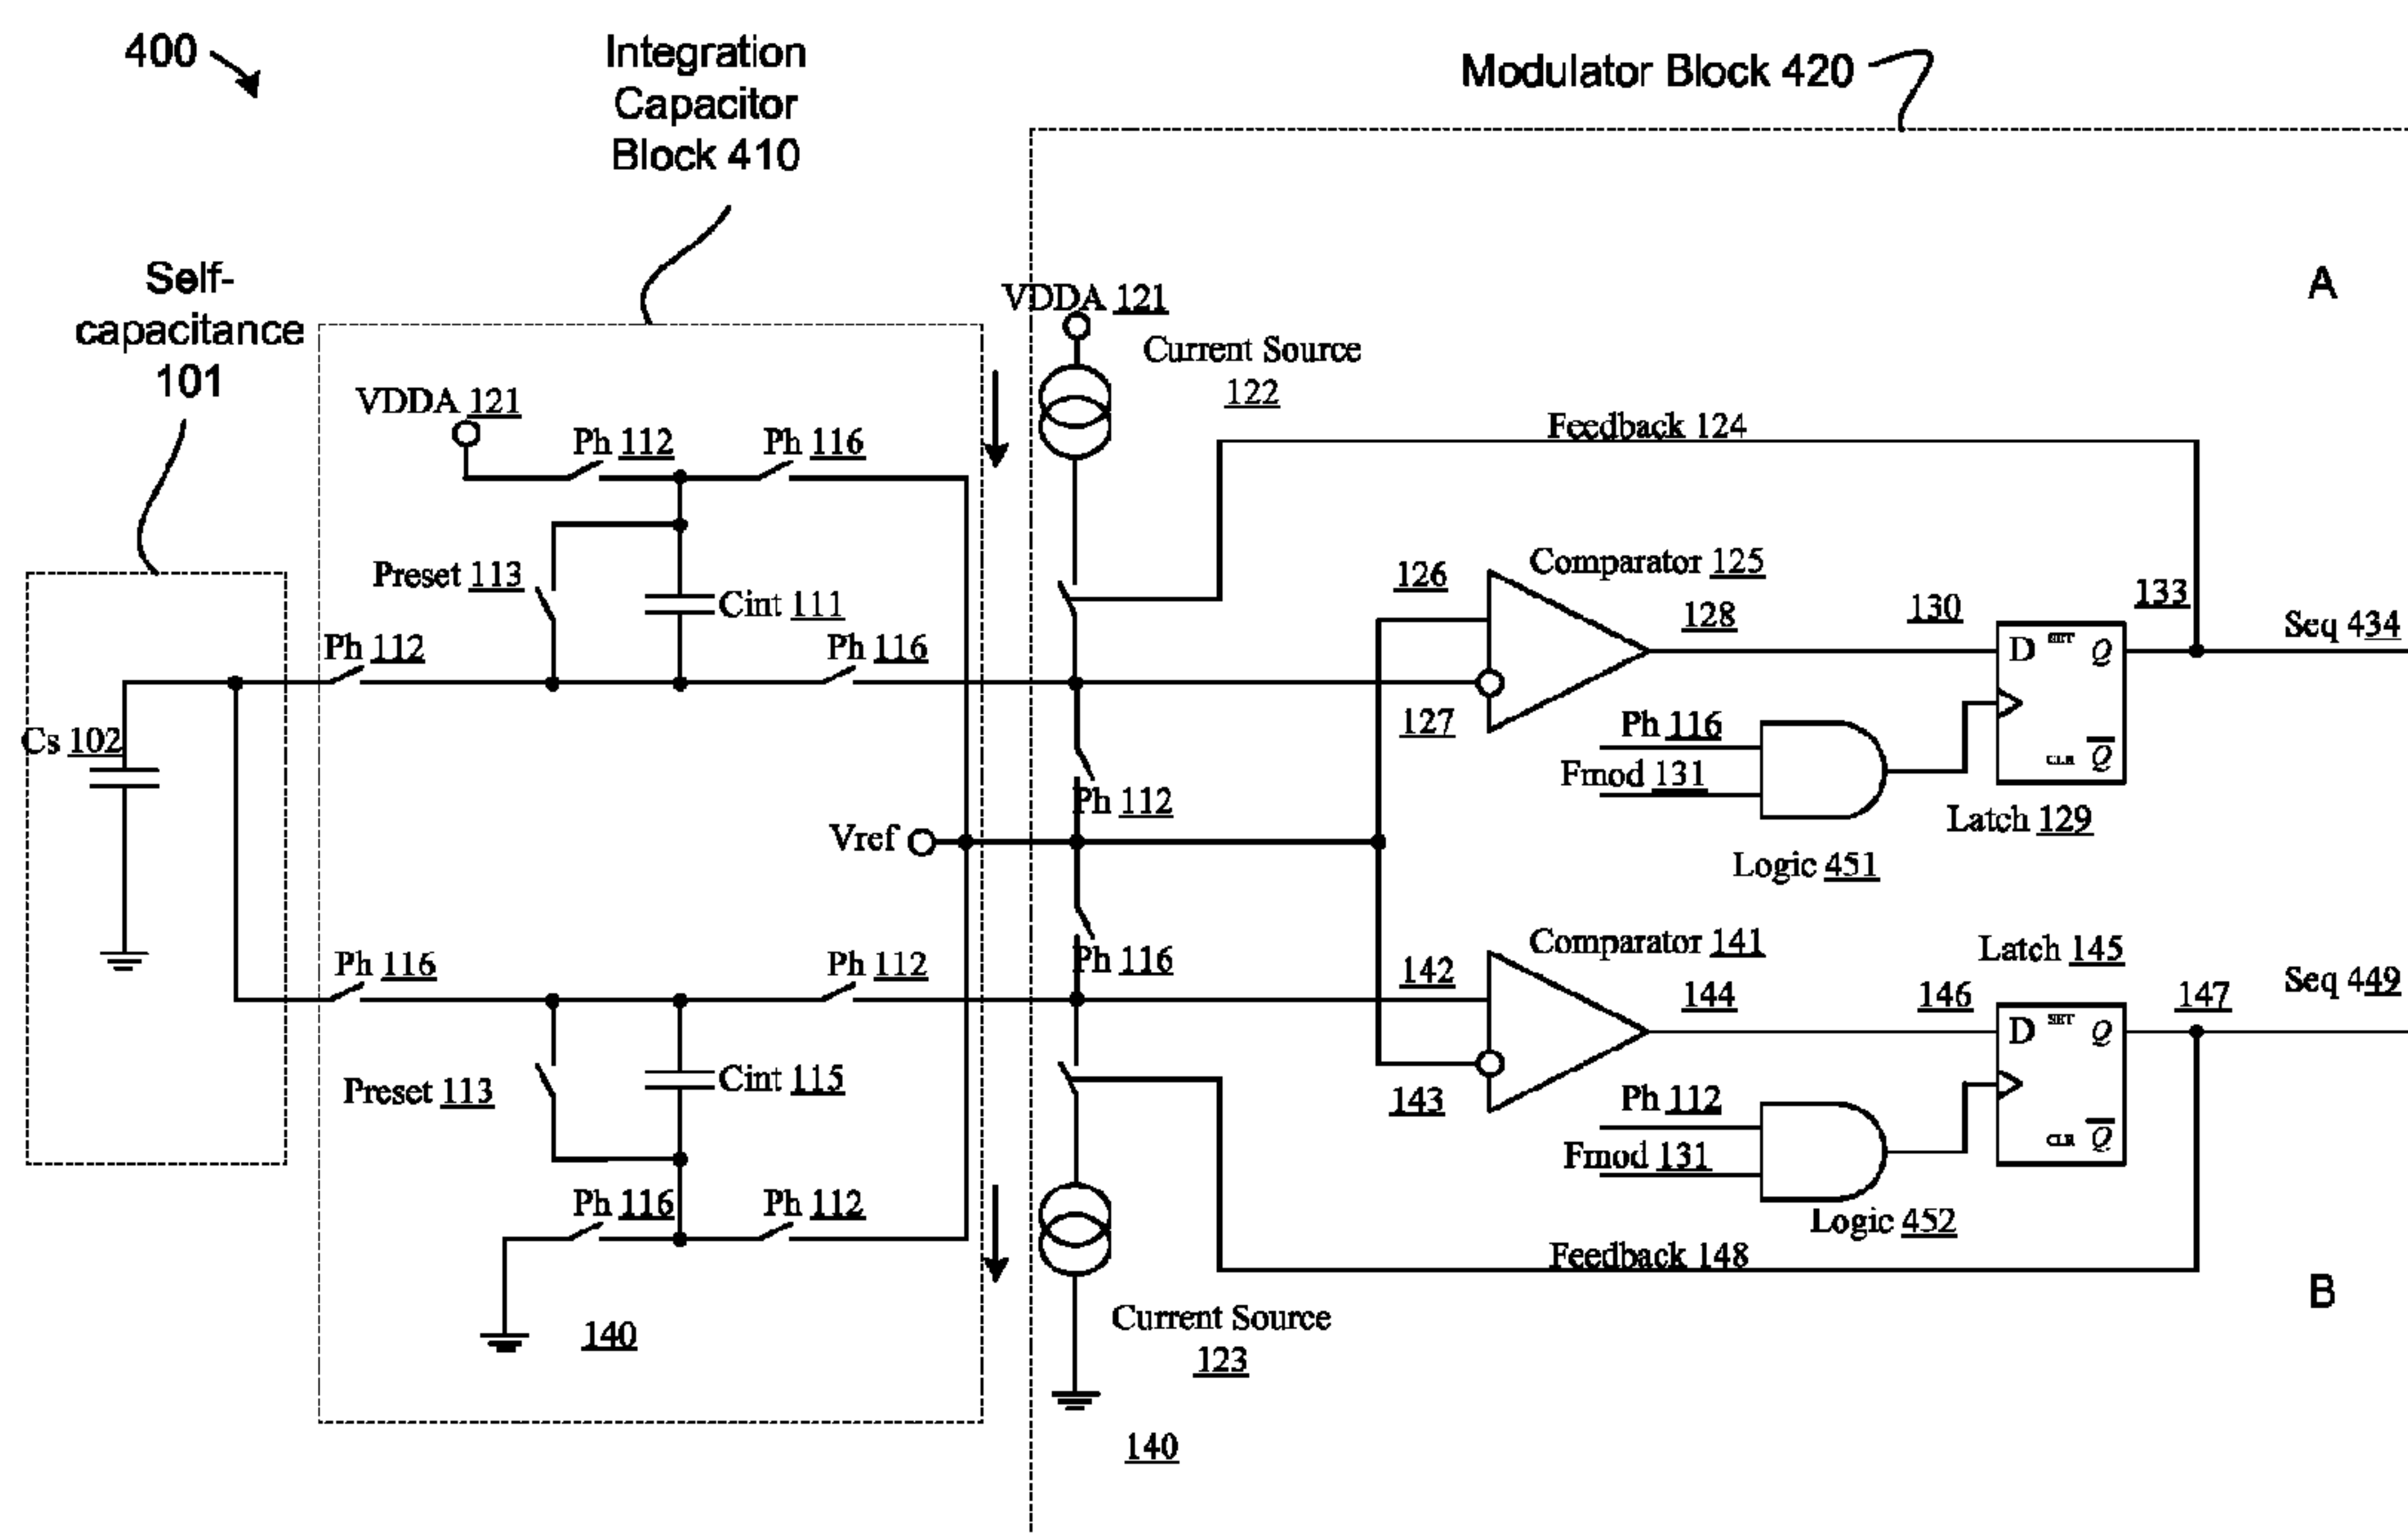 400
Integration
Capacitor
Block 410
Modulator Block 420
Self-
capacitance
101
VDDA 121
Current Source
122
A
VDDA 121
Ph 112
Ph 116
Feedback 124
Preset 113
Cint 111
126
Comparator 125
128
130
133
Seq 434
Ph 112
Ph 116
D SET Q
127
Cs 102
Ph 116
Fmod 131
CLR Q
Ph 112
Latch 129
Vref
Logic 451
Ph 116
Ph 112
Ph 116
142
Comparator 141
144
Latch 145
146
147
Seq 449
D SET Q
Preset 113
Cint 115
143
Ph 112
Fmod 131
CLR Q
Ph 116
Ph 112
Logic 452
Feedback 148
B
140
Current Source
123
140